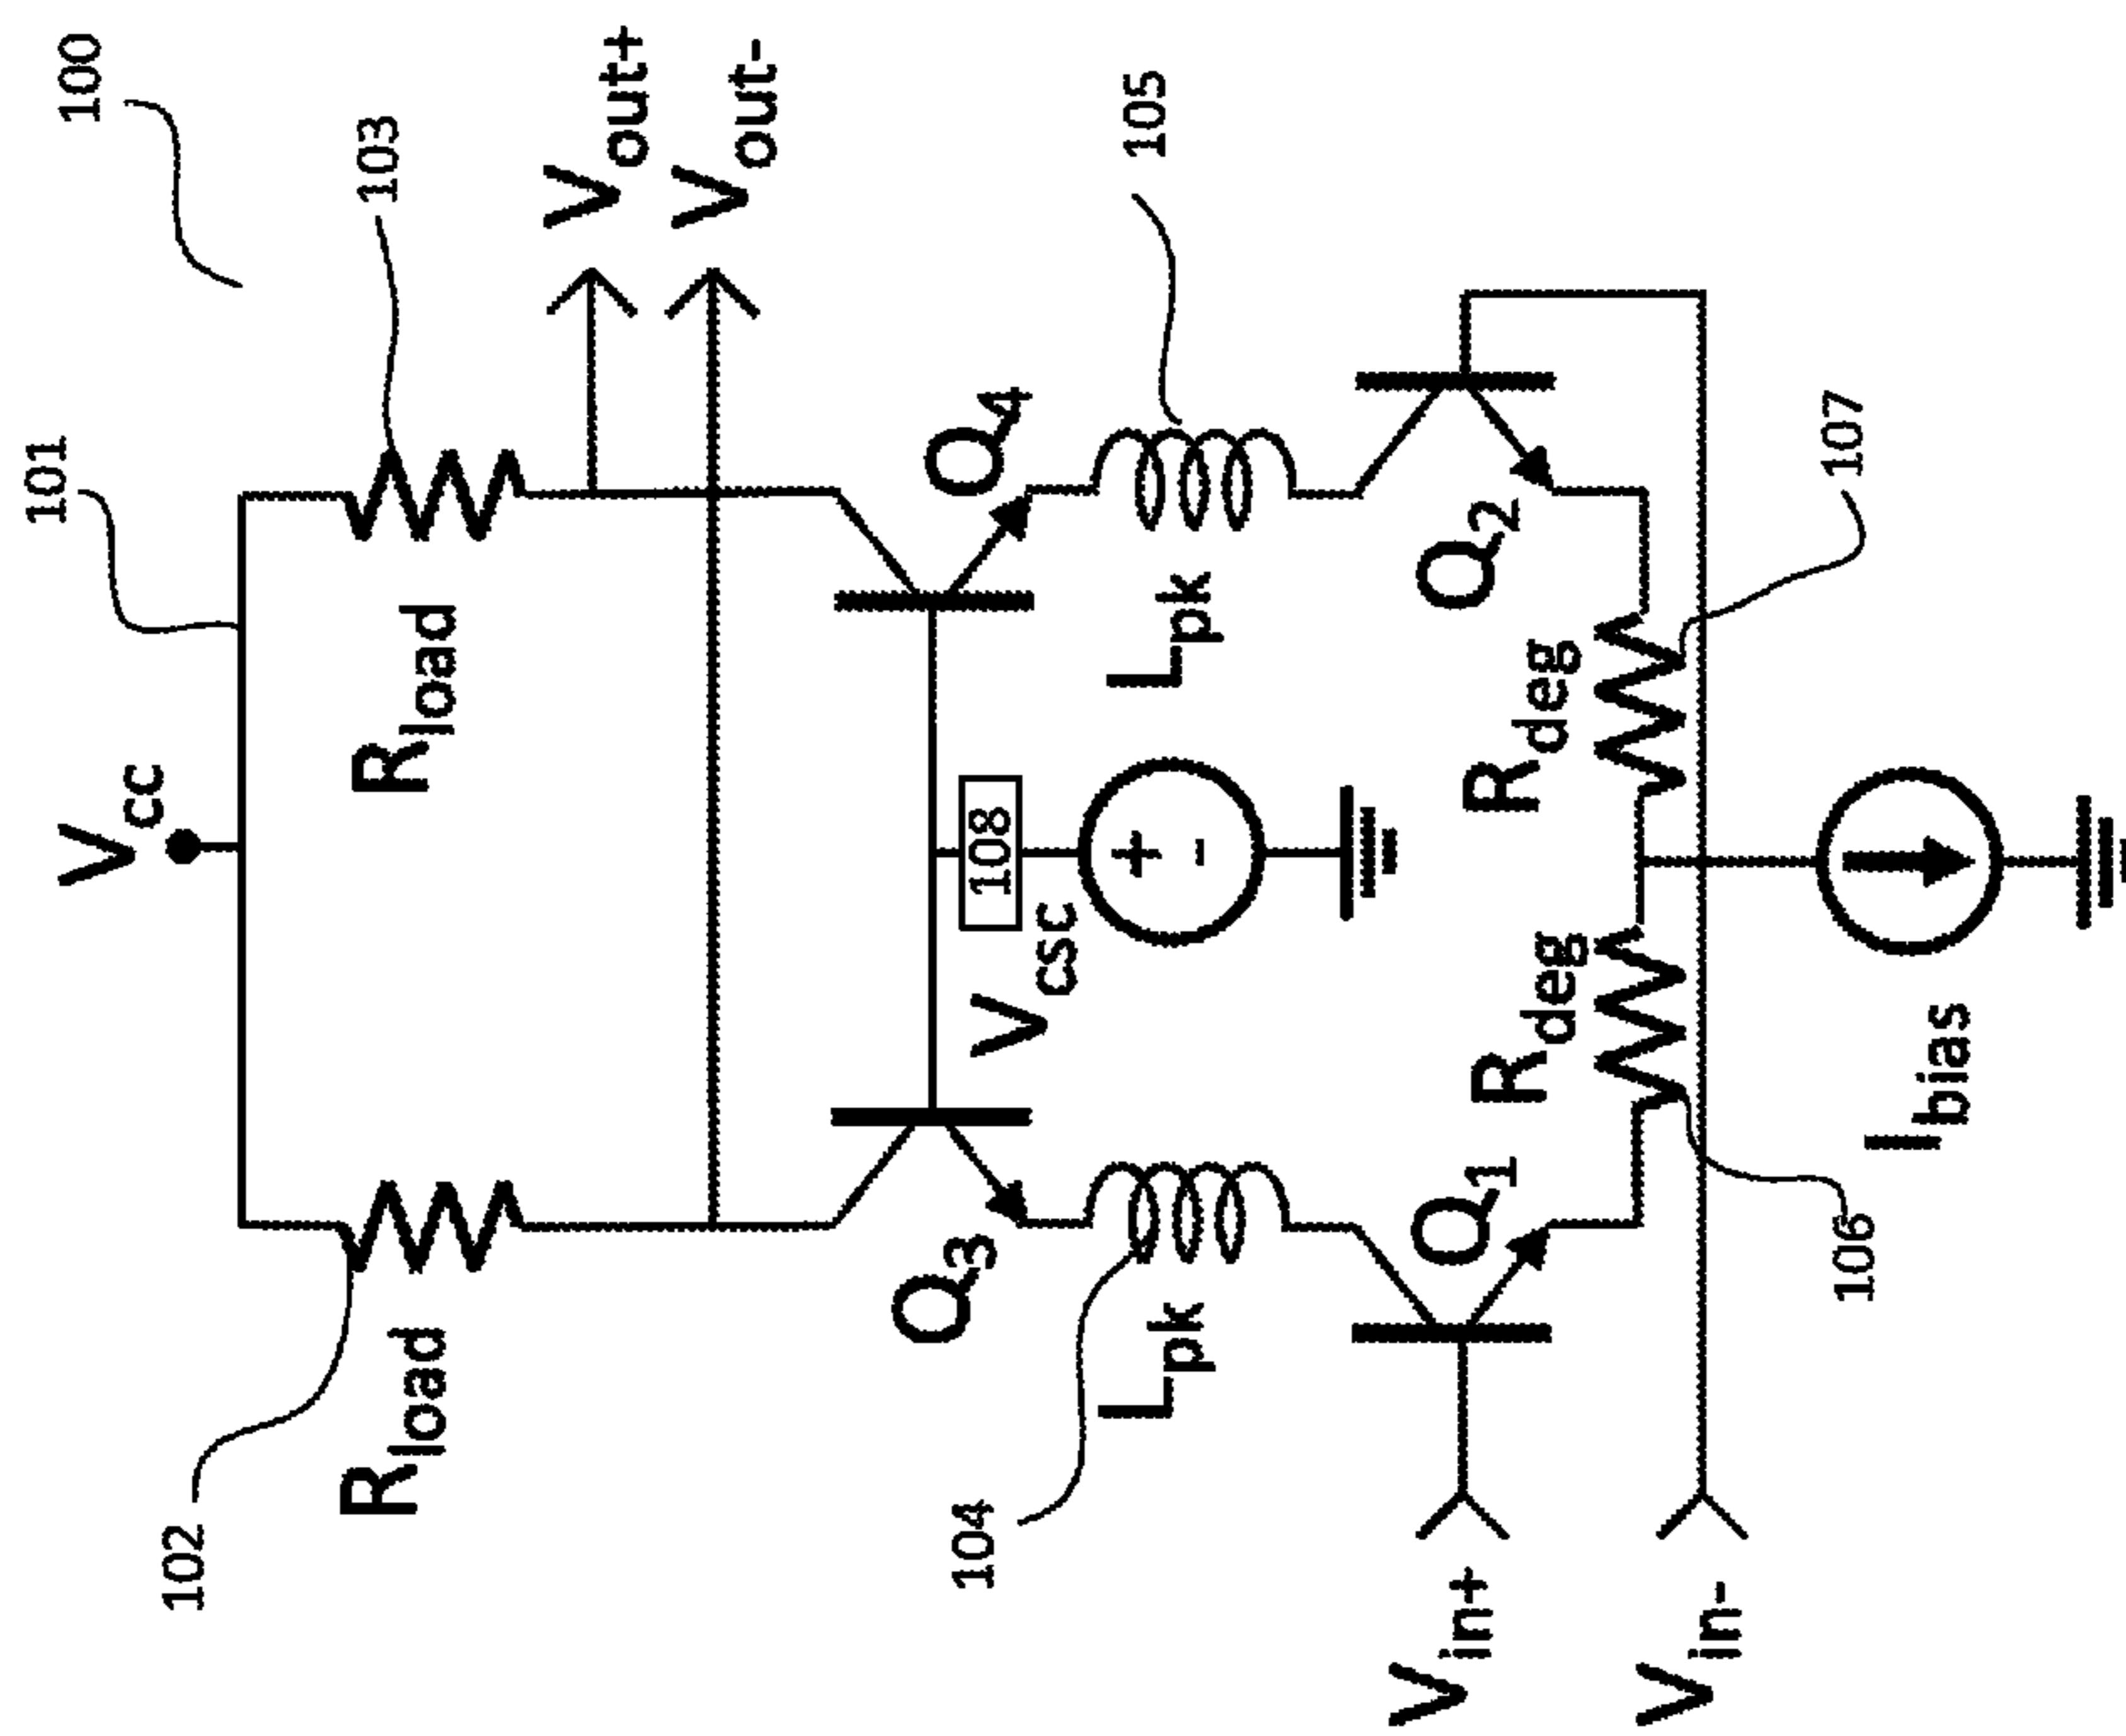 100
101
Vcc
102
103
Rload
Rload
Vout+
Vout-
Q3
Q4
108
Vcsc
+
-
104
Lpk
Lpk
105
Vin+
Q1
Q2
Rdeg
Rdeg
Vin-
106
107
Ibias